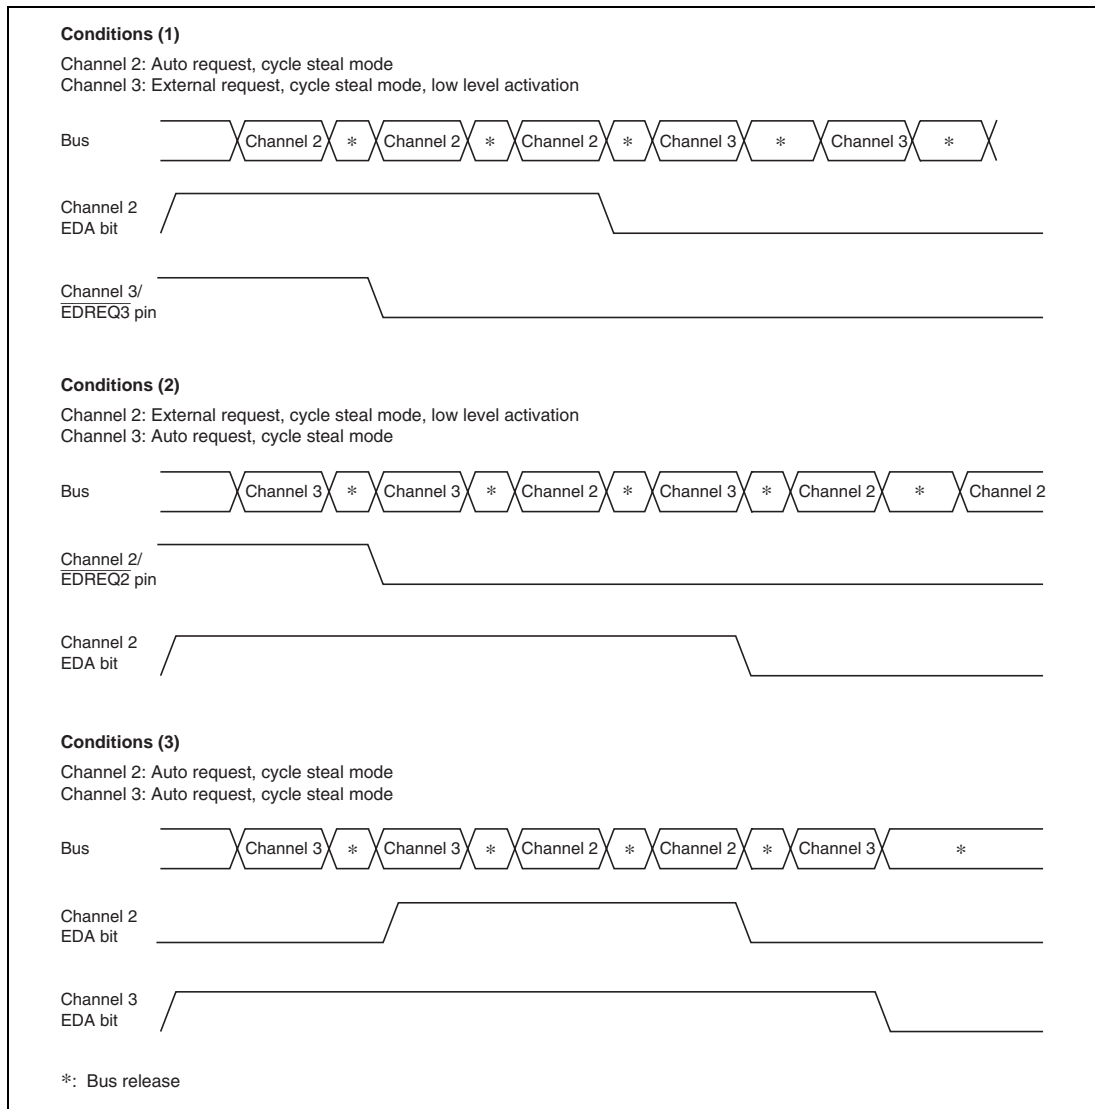 Conditions (1)
Channel 2: Auto request, cycle steal mode
Channel 3: External request, cycle steal mode, low level activation
Bus Channel 2 * Channel 2 * Channel 2 * Channel 3 * Channel 3 *
Channel 2
EDA bit
Channel 3/
EDREQ3 pin
Conditions (2)
Channel 2: External request, cycle steal mode, low level activation
Channel 3: Auto request, cycle steal mode
Bus Channel 3 * Channel 3 * Channel 2 * Channel 3 * Channel 2 * Channel 2
Channel 2/
EDREQ2 pin
Channel 2
EDA bit
Conditions (3)
Channel 2: Auto request, cycle steal mode
Channel 3: Auto request, cycle steal mode
Bus Channel 3 * Channel 3 * Channel 2 * Channel 2 * Channel 3 *
Channel 2
EDA bit
Channel 3
EDA bit
*: Bus release